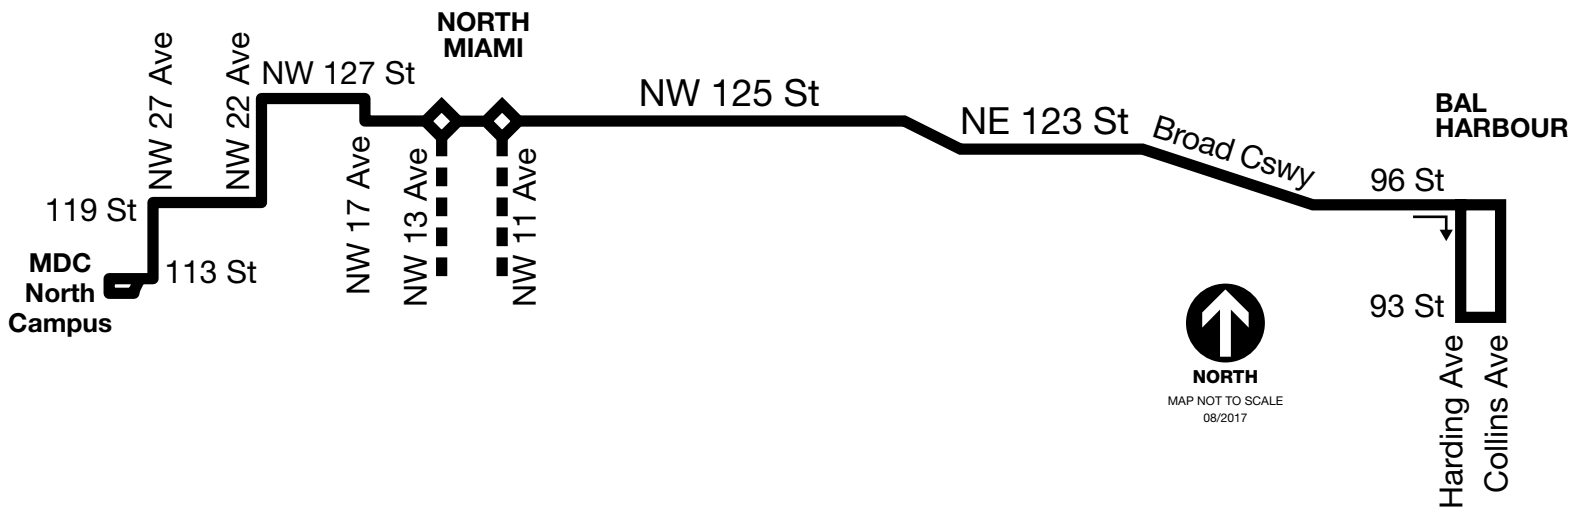 NORTH
MIAMI
NW 27 Ave
NW 22 Ave
NW 127 St
NW 125 St
NE 123 St
Broad Cswy
BAL
HARBOUR
119 St
NW 17 Ave
NW 13 Ave
NW 11 Ave
96 St
MDC
North
Campus
113 St
93 St
NORTH
MAP NOT TO SCALE
08/2017
Harding Ave
Collins Ave